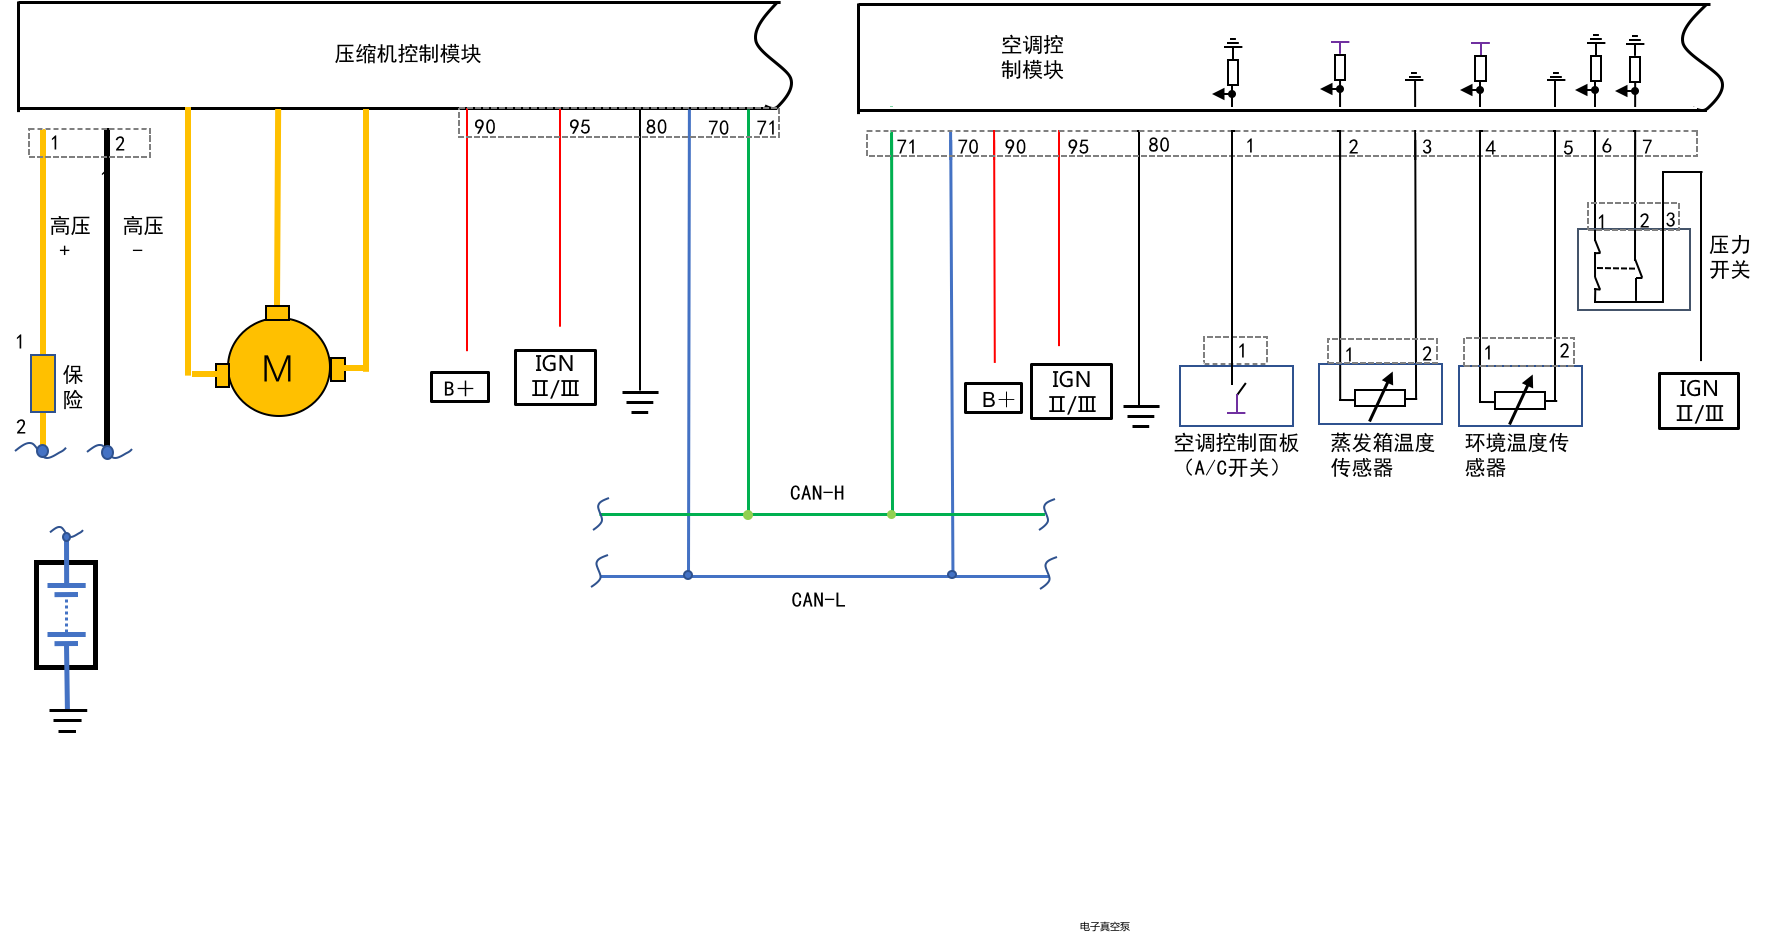 压缩机控制模块
空调控
制模块
90
95
80
70
71
1
2
71
70
90
95
80
1
2
3
4
5
6
7
高压
+
高压
-
1
2
3
压力
开关
1
保
险
2
M
B+
IGN
II/III
B+
IGN
II/III
1
1
2
1
2
IGN
II/III
空调控制面板
（A/C开关）
蒸发箱温度
传感器
环境温度传
感器
CAN-H
CAN-L
电子真空泵